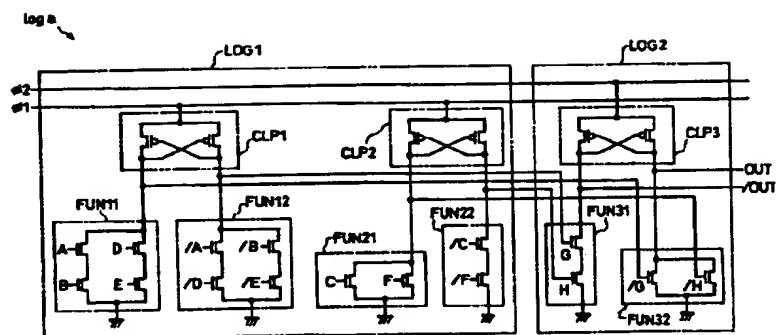 log a
LOG1
LOG2
φ2
φ1
CLP1
CLP2
CLP3
OUT
/OUT
FUN11
FUN12
FUN21
FUN22
FUN31
A
D
/A
/B
/C
G
B
E
/D
/E
C
F
/F
H
/G
/H
FUN32